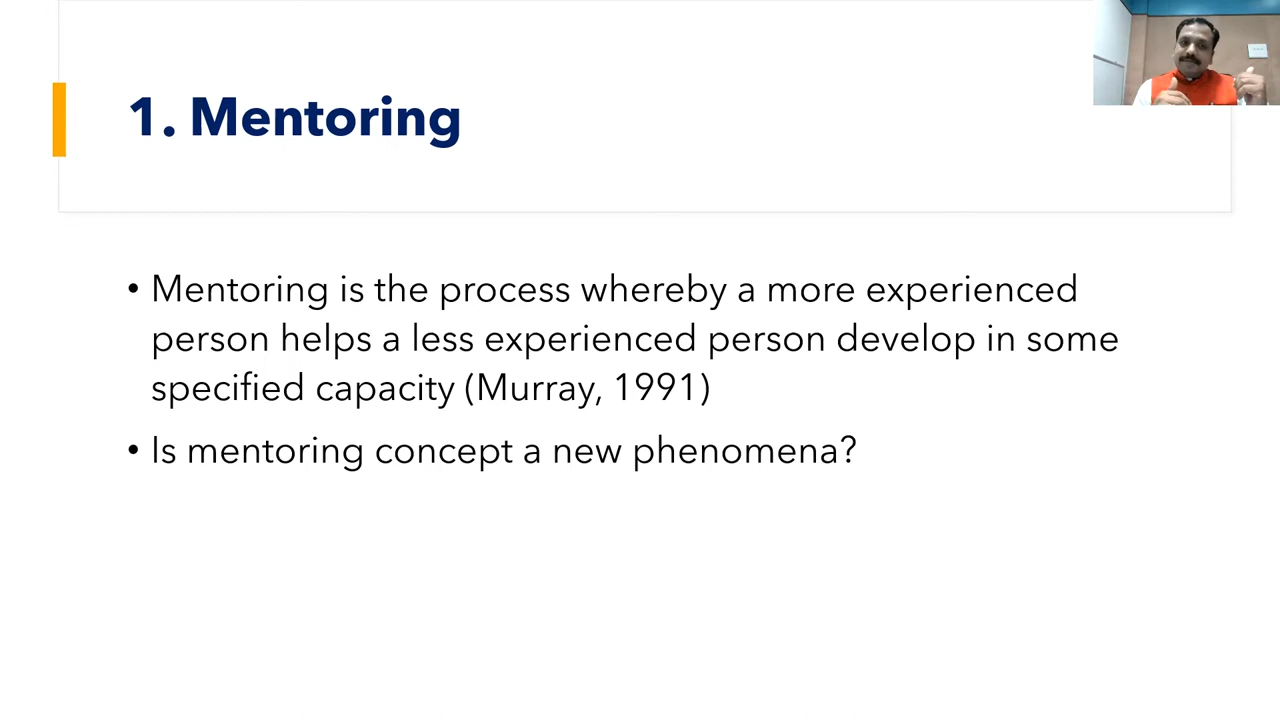 1. Mentoring
• Mentoring is the process whereby a more experienced
person helps a less experienced person develop in some
specified capacity (Murray, 1991)
• Is mentoring concept a new phenomena?